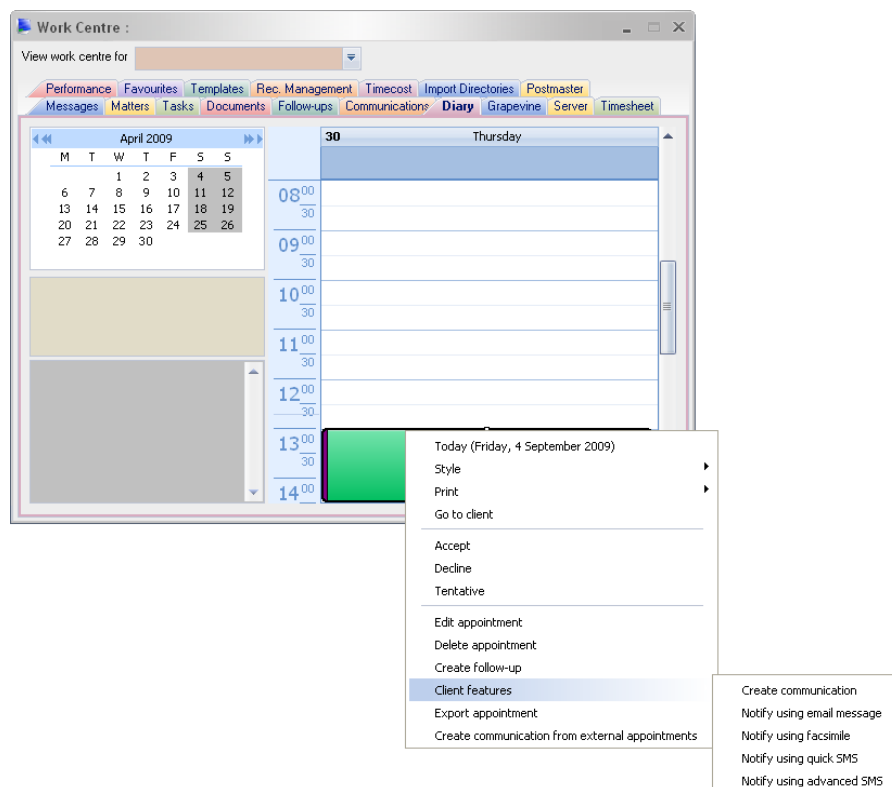 Work Centre :
View work centre for
Performance Favourites Templates Rec. Management Timecost Import Directories Postmaster
Messages Matters Tasks Documents Follow-ups Communications Diary Grapevine Server Timesheet
April 2009
M T W T F S S
1 2 3 4 5
6 7 8 9 10 11 12
13 14 15 16 17 18 19
20 21 22 23 24 25 26
27 28 29 30
30 Thursday
08 00
30
09 00
30
10 00
30
11 00
30
12 00
30
13 00
30
14 00
Today (Friday, 4 September 2009)
Style
Print
Go to client
Accept
Decline
Tentative
Edit appointment
Delete appointment
Create follow-up
Client features
Export appointment
Create communication from external appointments
Create communication
Notify using email message
Notify using facsimile
Notify using quick SMS
Notify using advanced SMS